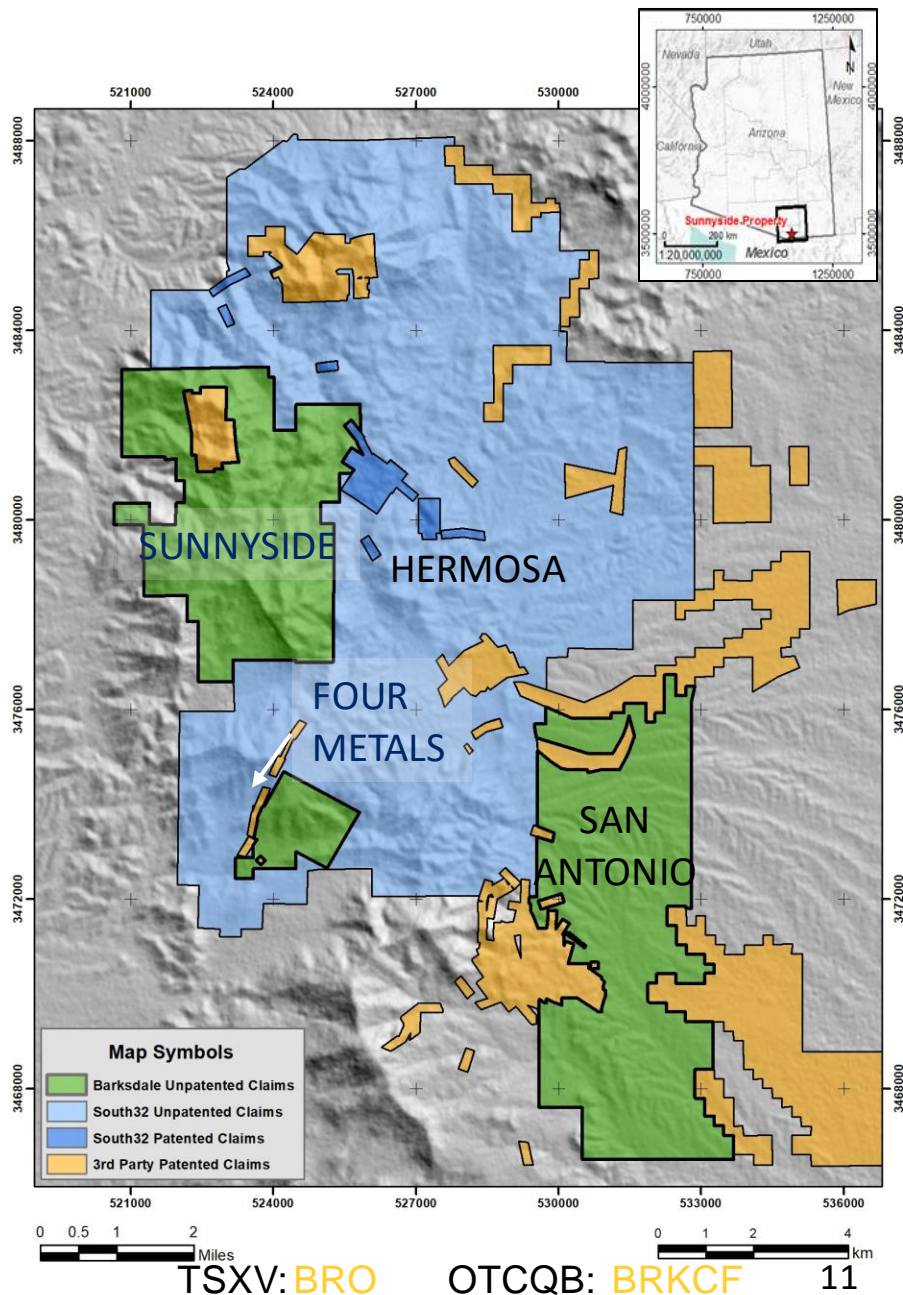 750000
1250000
Nevada
Utah
N
4000000
4000000
New
Mexico
Arizona
California
Sunnyside Property
0 200 km
3500000
3500000
1:20,000,000
Mexico
750000
1250000
521000
524000
527000
530000
3488000
3484000
3484000
3480000
3480000
SUNNYSIDE
HERMOSA
3476000
3476000
FOUR
METALS
SAN
ANTONIO
3472000
3472000
Map Symbols
Barksdale Unpatented Claims
South32 Unpatented Claims
South32 Patented Claims
3rd Party Patented Claims
3468000
3468000
521000
524000
527000
530000
533000
536000
0 0.5 1 2
Miles
0 1 2 4
km
TSXV: BRO OTCQB: BRKCF 11